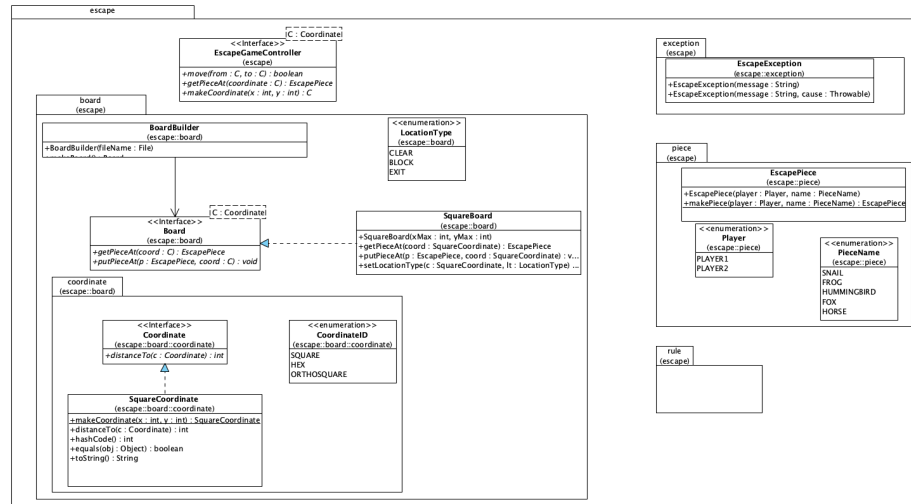 escape
C : Coordinate
<<Interface>>
EscapeGameController
(escape)
+move(from : C, to : C) : boolean
+getPieceAt(coordinate : C) : EscapePiece
+makeCoordinate(x : int, y : int) : C
board
(escape)
BoardBuilder
(escape::board)
+BoardBuilder(fileName : File)
<<enumeration>>
LocationType
(escape::board)
CLEAR
BLOCK
EXIT
C : Coordinate
<<Interface>>
Board
(escape::board)
+getPieceAt(coord : C) : EscapePiece
+putPieceAt(p : EscapePiece, coord : C) : void
SquareBoard
(escape::board)
+SquareBoard(xMax : int, yMax : int)
+getPieceAt(coord : SquareCoordinate) : EscapePiece
+putPieceAt(p : EscapePiece, coord : SquareCoordinate) : v...
+setLocationType(c : SquareCoordinate, lt : LocationType) ...
coordinate
(escape::board)
<<Interface>>
Coordinate
(escape::board::coordinate)
+distanceTo(c : Coordinate) : int
<<enumeration>>
CoordinateID
(escape::board::coordinate)
SQUARE
HEX
ORTHOSQUARE
SquareCoordinate
(escape::board::coordinate)
+makeCoordinate(x : int, y : int) : SquareCoordinate
+distanceTo(c : Coordinate) : int
+hashCode() : int
+equals(obj : Object) : boolean
+toString() : String
exception
(escape)
EscapeException
(escape::exception)
+EscapeException(message : String)
+EscapeException(message : String, cause : Throwable)
piece
(escape)
EscapePiece
(escape::piece)
+EscapePiece(player : Player, name : PieceName)
+makePiece(player : Player, name : PieceName) : EscapePiece
<<enumeration>>
Player
(escape::piece)
PLAYER1
PLAYER2
<<enumeration>>
PieceName
(escape::piece)
SNAIL
FROG
HUMMINGBIRD
FOX
HORSE
rule
(escape)